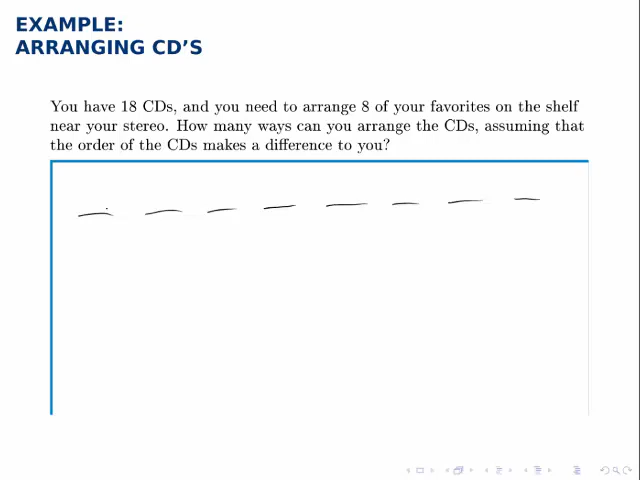 EXAMPLE:
ARRANGING CD'S
You have 18 CDs, and you need to arrange 8 of your favorites on the shelf
near your stereo. How many ways can you arrange the CDs, assuming that
the order of the CDs makes a difference to you?